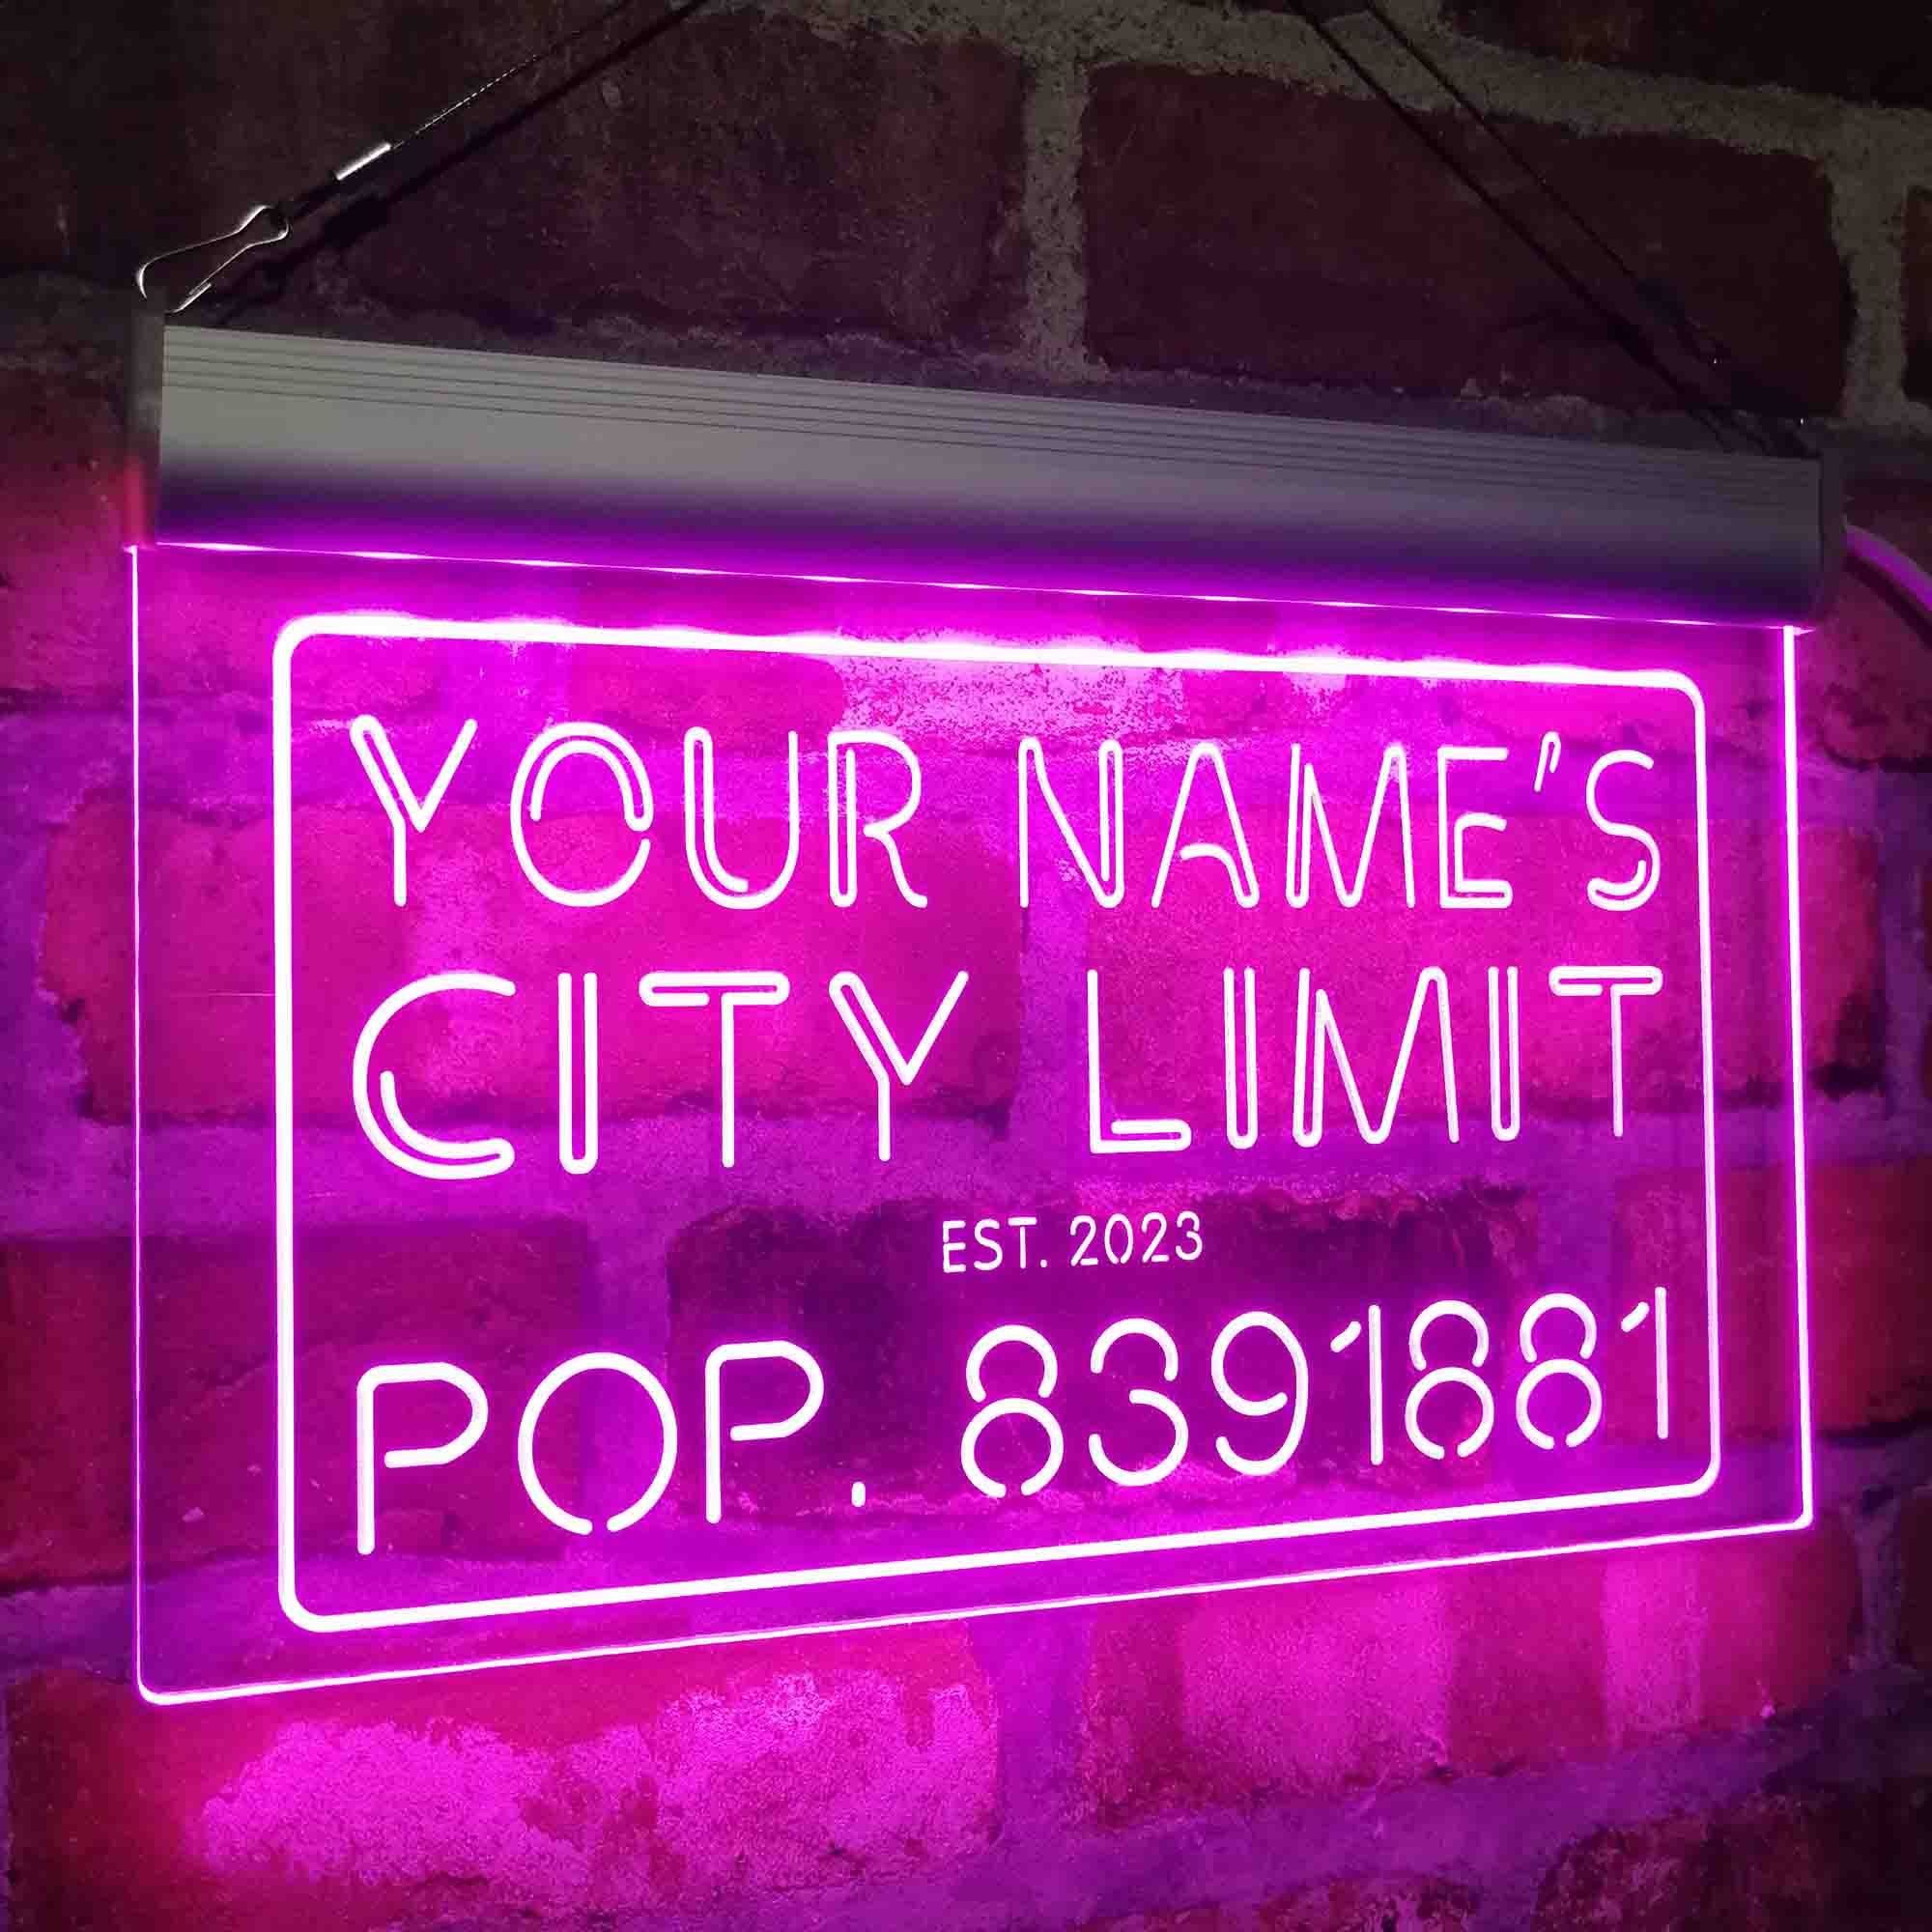 YOUR NAME'S
CITY LIMIT
EST. 2023
POP. 8391881